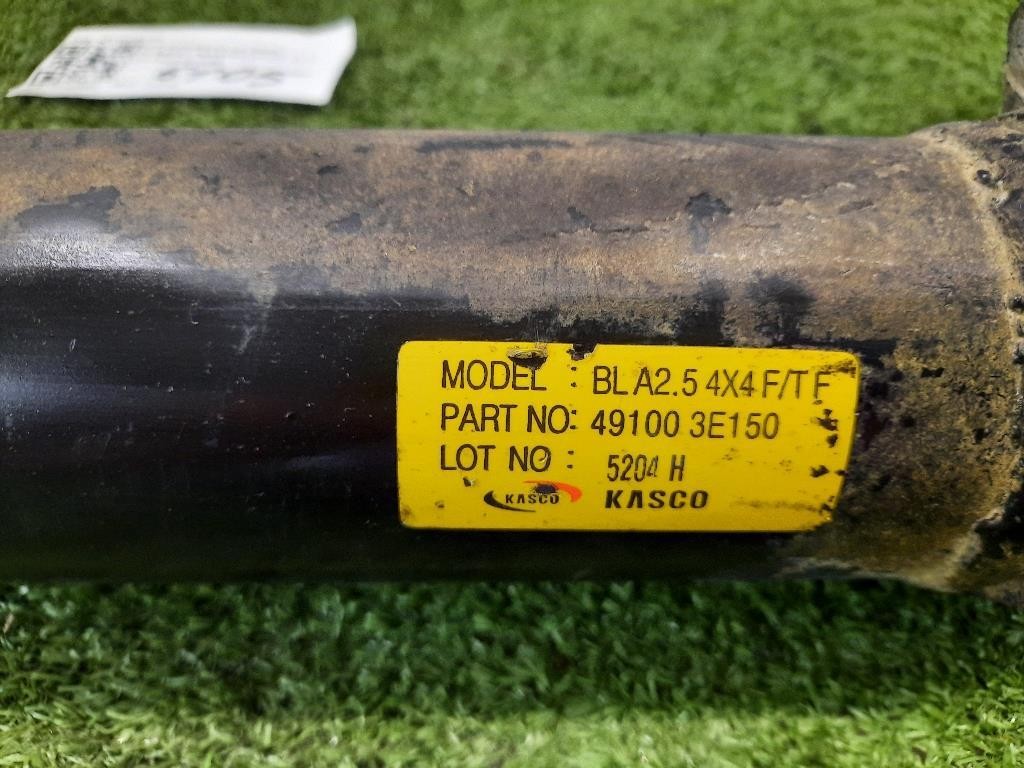 MODEL : BL A2.5 4X4 F/T F
PART NO: 49100 3E150
LOT NO : 5204 H
KASCO KASCO